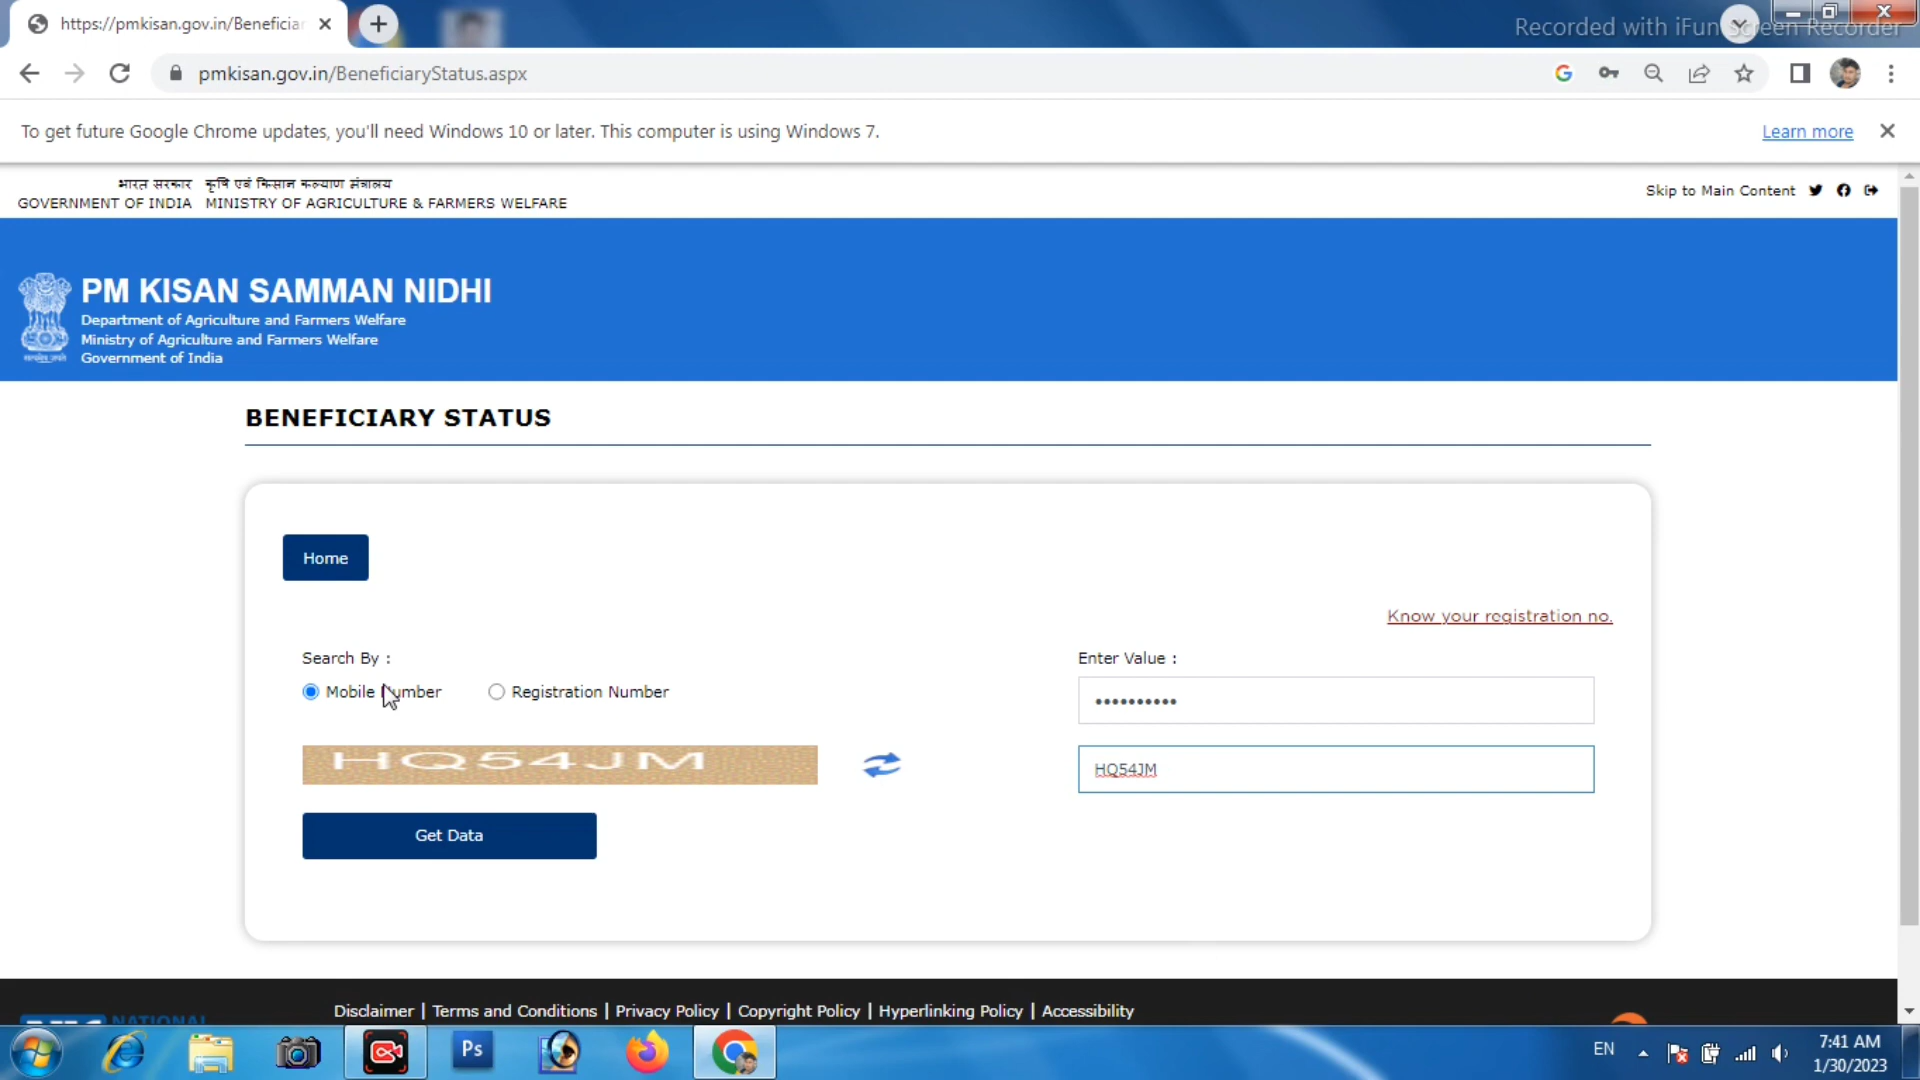 https://pmkisan.gov.in/Beneficiar
Recorded with iFun Screen Recorder
pmkisan.gov.in/BeneficiaryStatus.aspx
To get future Google Chrome updates, you'll need Windows 10 or later. This computer is using Windows 7.
Learn more
भारत सरकार कृषि एवं किसान कल्याण मंत्रालय
GOVERNMENT OF INDIA MINISTRY OF AGRICULTURE & FARMERS WELFARE
Skip to Main Content
PM KISAN SAMMAN NIDHI
Department of Agriculture and Farmers Welfare
Ministry of Agriculture and Farmers Welfare
Government of India
BENEFICIARY STATUS
Home
Know your registration no.
Search By :
Enter Value :
Mobile Number
Registration Number
••••••••••
HQ54JM
HQ54JM
Get Data
Disclaimer | Terms and Conditions | Privacy Policy | Copyright Policy | Hyperlinking Policy | Accessibility
NATIONAL
Ps
EN
7:41 AM
1/30/2023